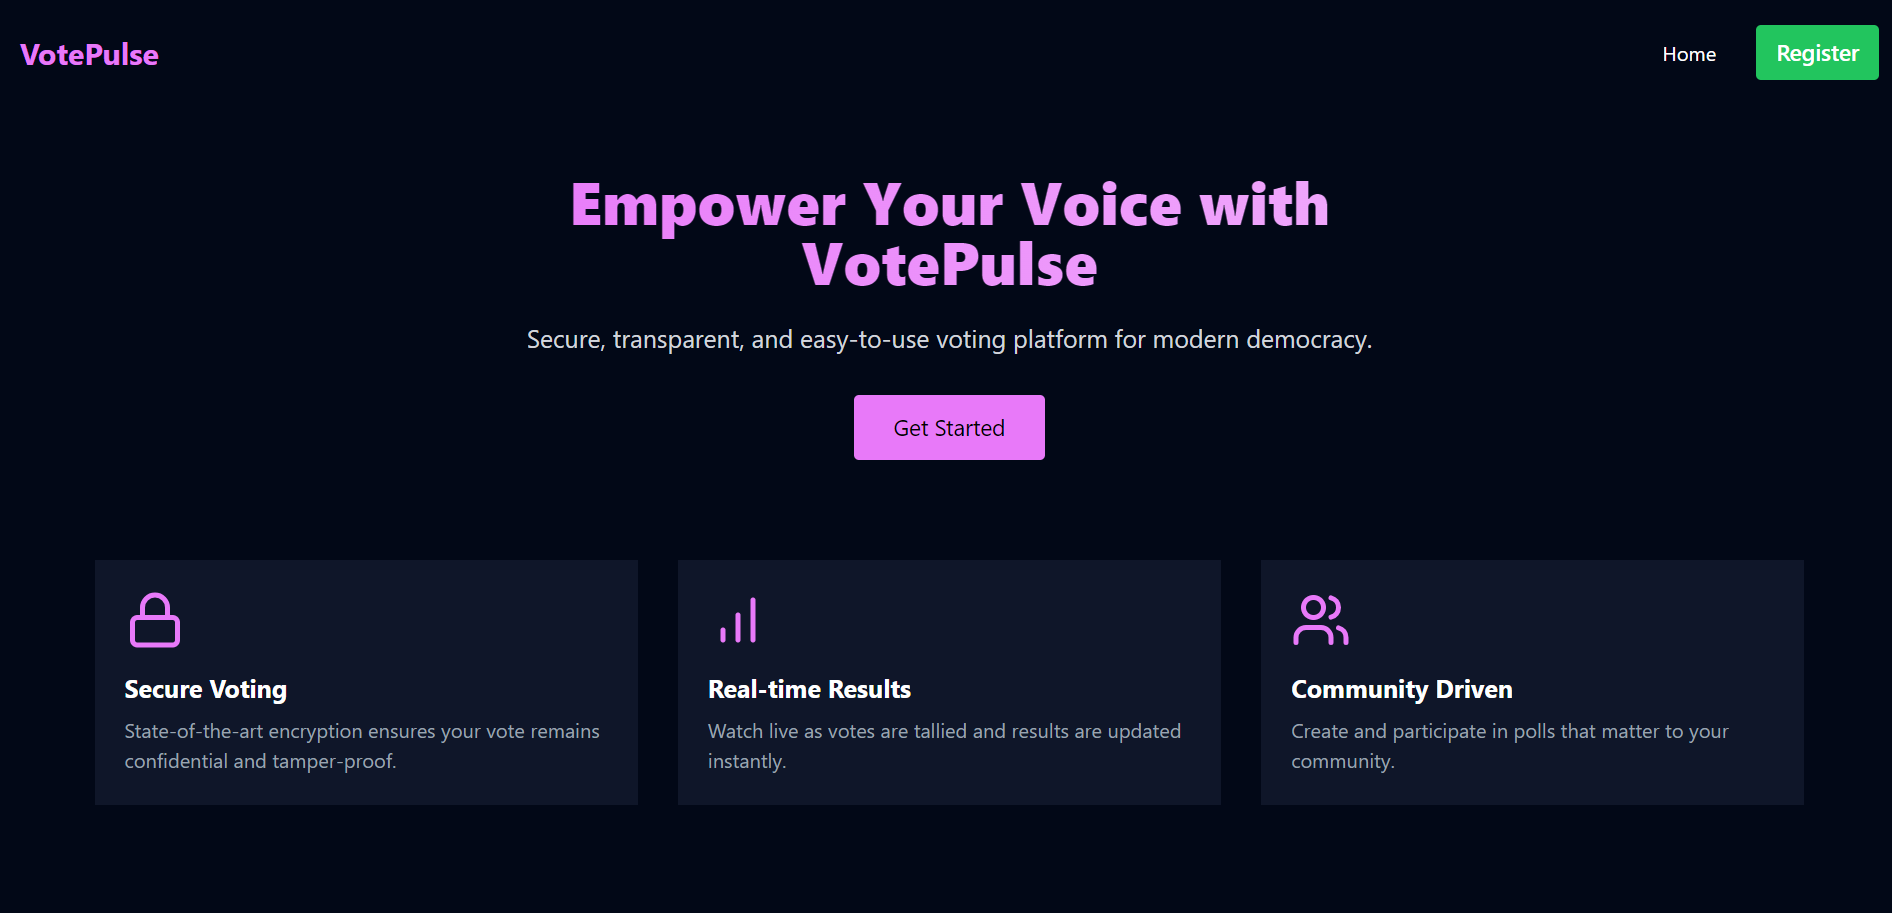 VotePulse
Home
Register
Empower Your Voice with
VotePulse
Secure, transparent, and easy-to-use voting platform for modern democracy.
Get Started
Secure Voting
State-of-the-art encryption ensures your vote remains
confidential and tamper-proof.
Real-time Results
Watch live as votes are tallied and results are updated
instantly.
Community Driven
Create and participate in polls that matter to your
community.